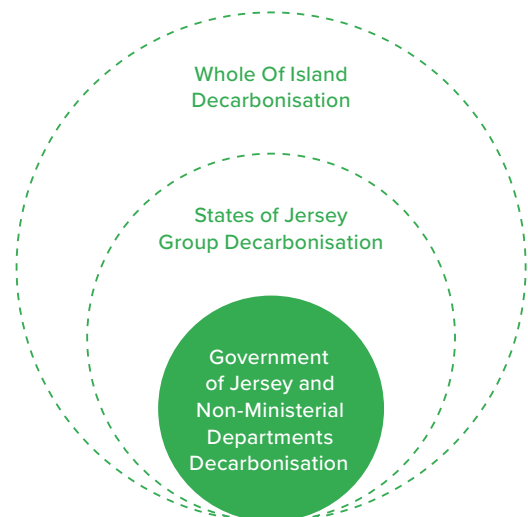 Whole Of Island
Decarbonisation
States of Jersey
Group Decarbonisation
Government
of Jersey and
Non-Ministerial
Departments
Decarbonisation